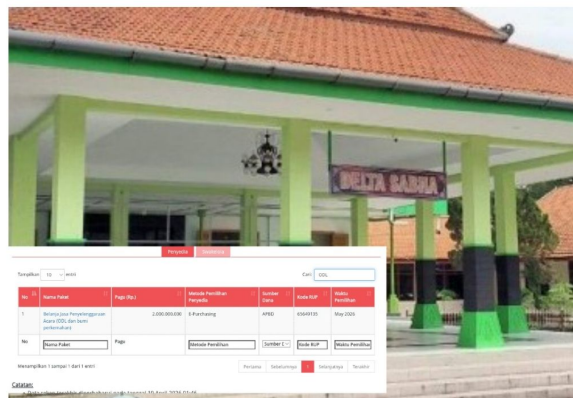 DELTA SABHA
Penyedia
Tampilkan 10 entri
Cari: ODL
No Nama Paket Pagu (Rp.) Metode Pemilihan Penyedia Sumber Dana Kode RUP Waktu Pemilihan
1 Belanja Jasa Penyelenggaraan Acara (ODL dan bumi perkemahan) 2.000.000.000 E-Purchasing APBD 65649135 May 2026
No Nama Paket Pagu Metode Pemilihan Sumber Kode RUP Waktu Pemilihan
Menampilkan 1 sampai 1 dari 1 entri
Pertama Sebelumnya 1 Selanjutnya Terakhir
Catatan: